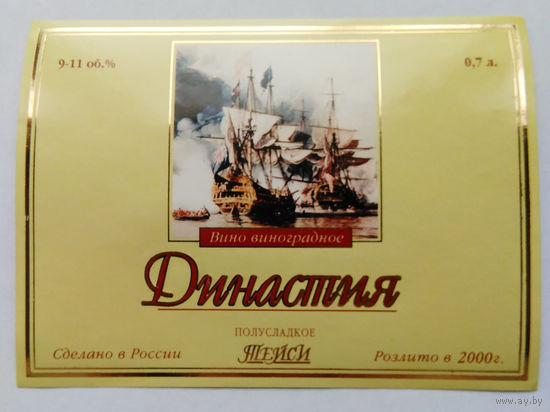 9-11 об.%
0,7 л.
Вино виноградное
Династия
ПОЛУСЛАДКОЕ
ТЕЙСИ
Сделано в России
Розлито в 2000г.
www.ay.by